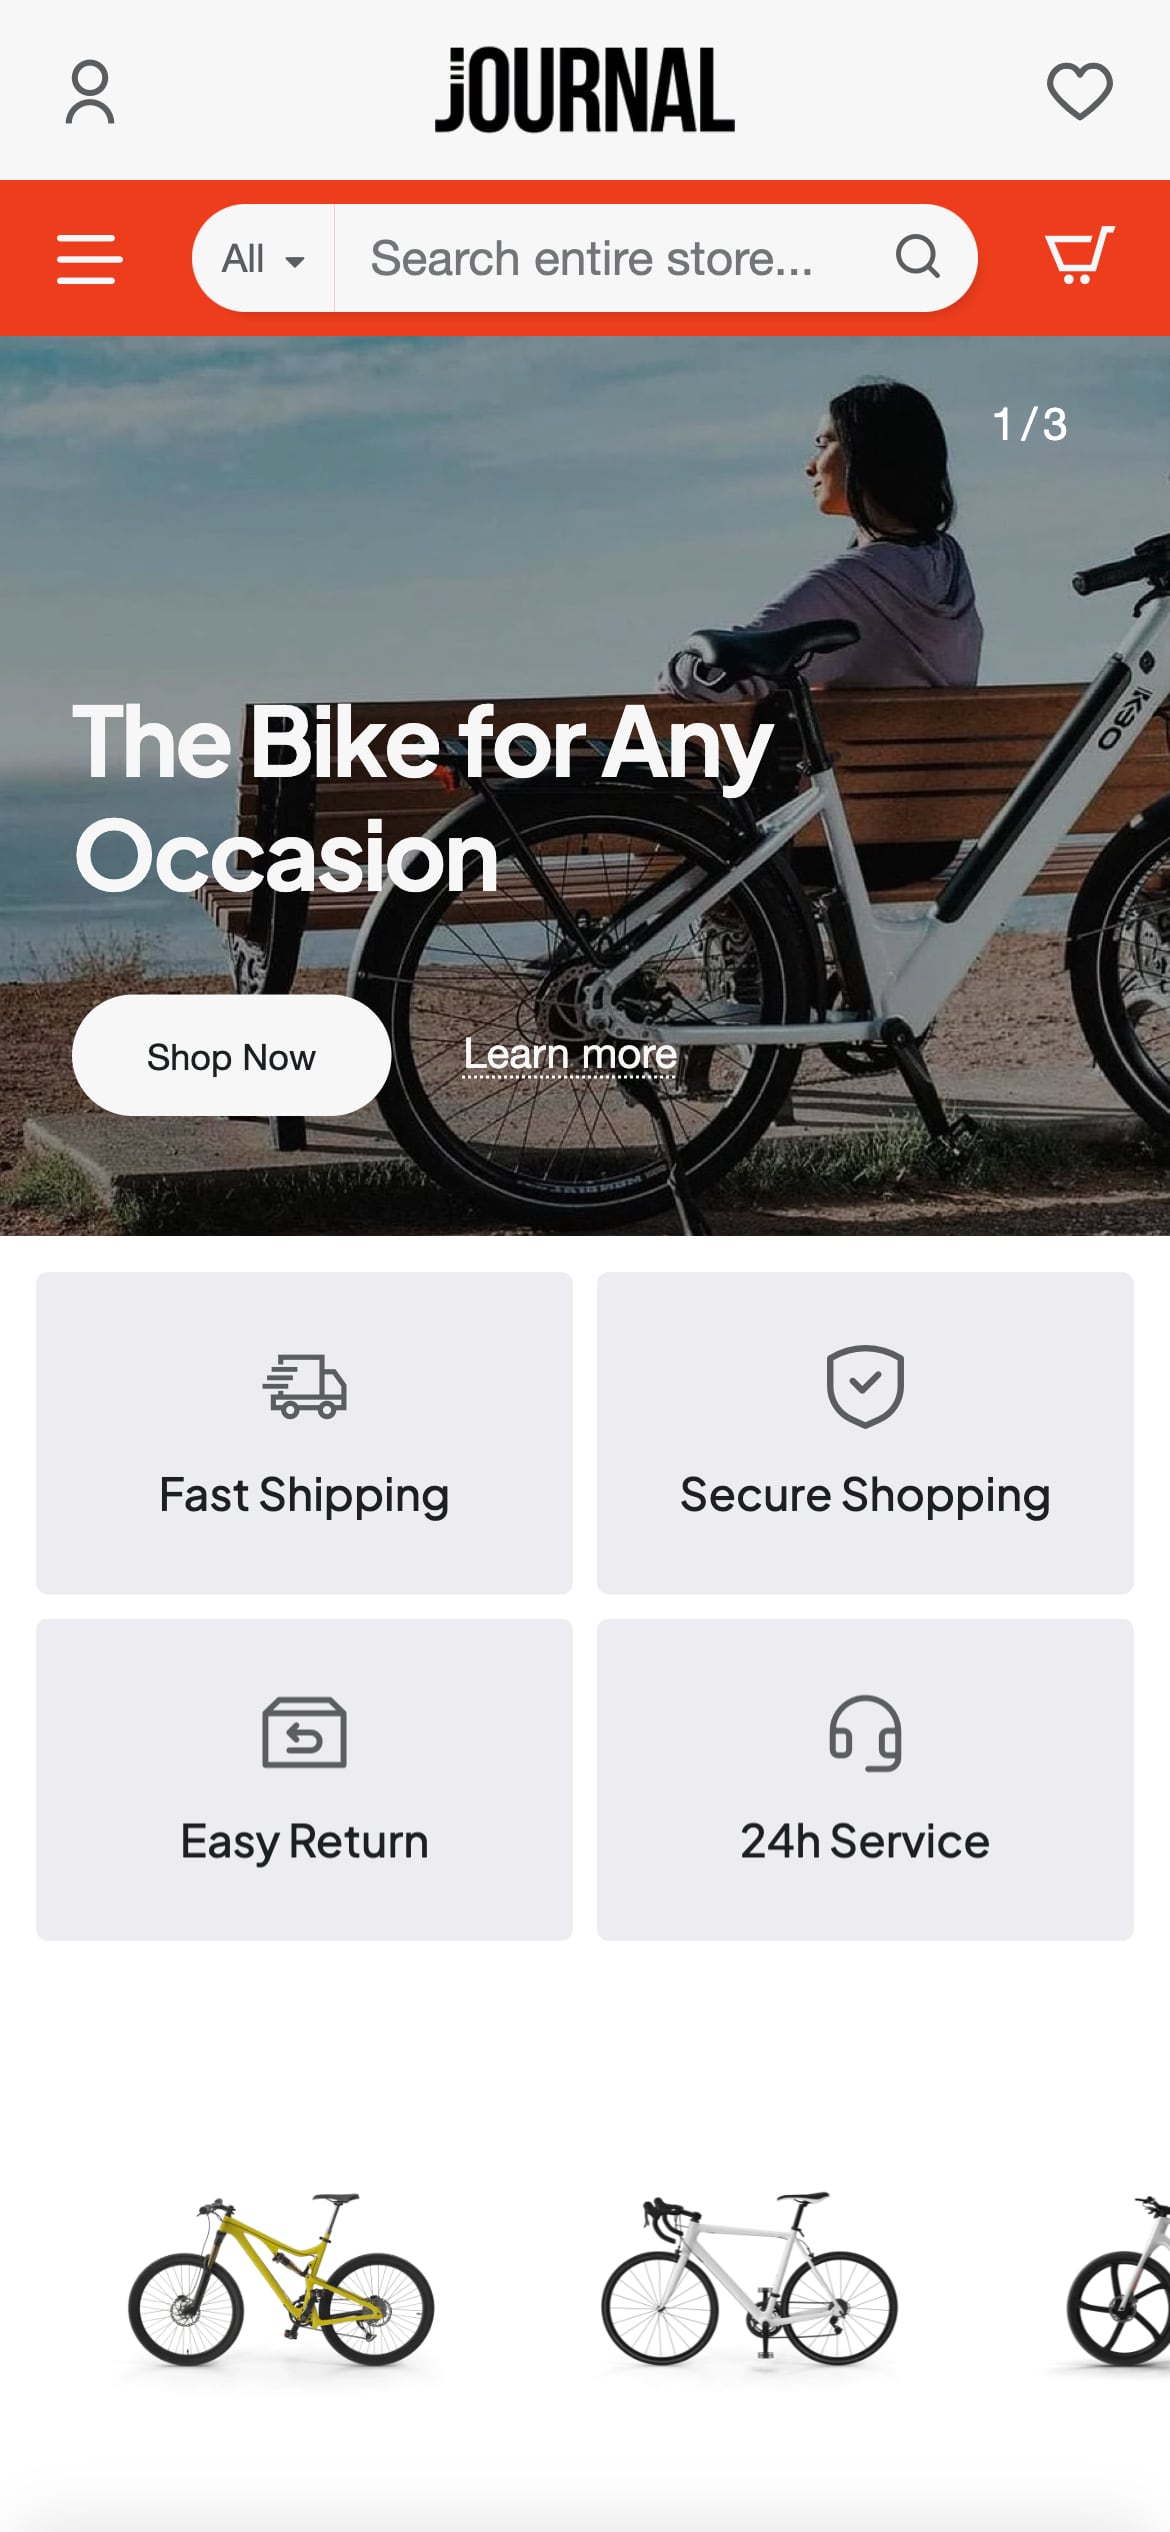 JOURNAL
All
Search entire store...
1/3
The Bike for Any
Occasion
Shop Now
Learn more
Fast Shipping
Secure Shopping
Easy Return
24h Service